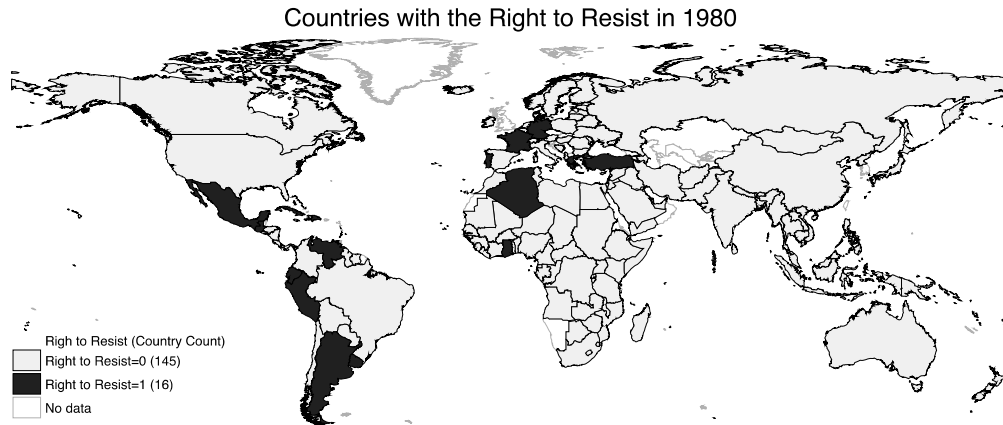 Countries with the Right to Resist in 1980
Righ to Resist (Country Count)
Right to Resist=0 (145)
Right to Resist=1 (16)
No data